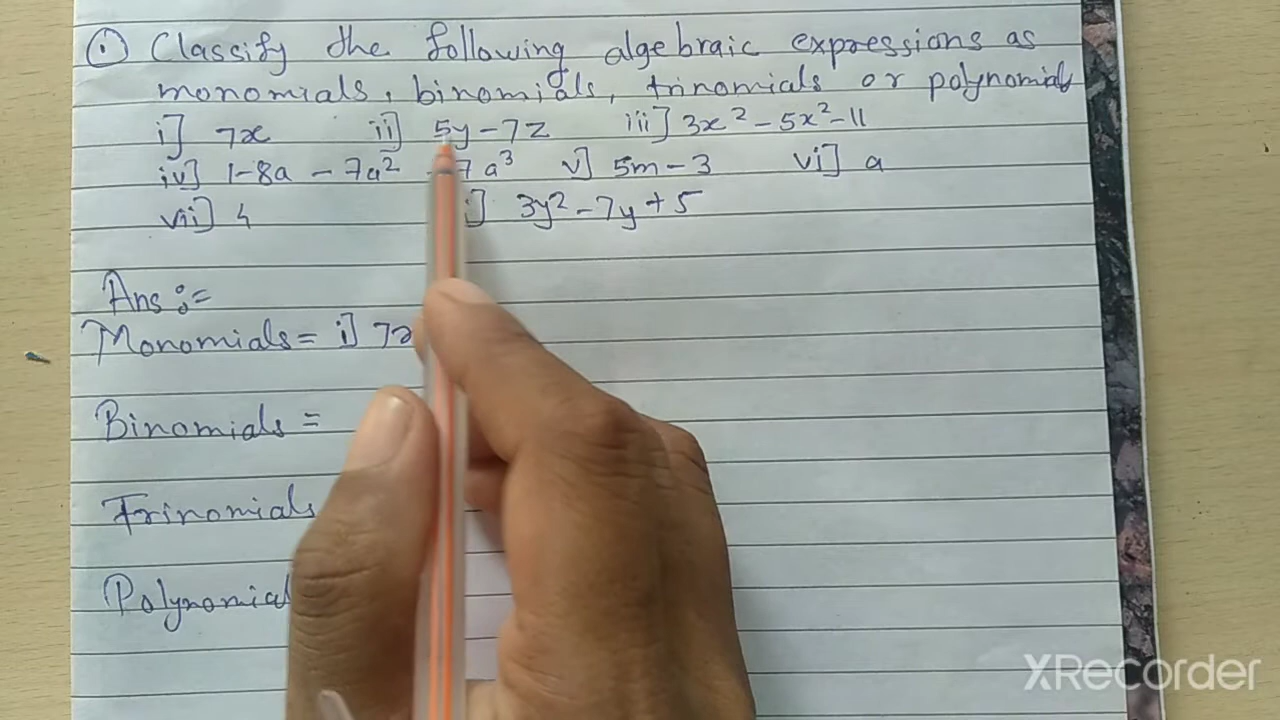 ① Classify the following algebraic expressions as
monomials, binomials, trinomials or polynomials
i] 7x ii] 5y - 7z iii] 3x² - 5x² - 11
iv] 1 - 8a - 7a² - 7a³ v] 5m - 3 vi] a
vii] 4 i] 3y² - 7y + 5
Ans :=
Monomials = i] 7x
Binomials =
Trinomials
Polynomial
XRecorder